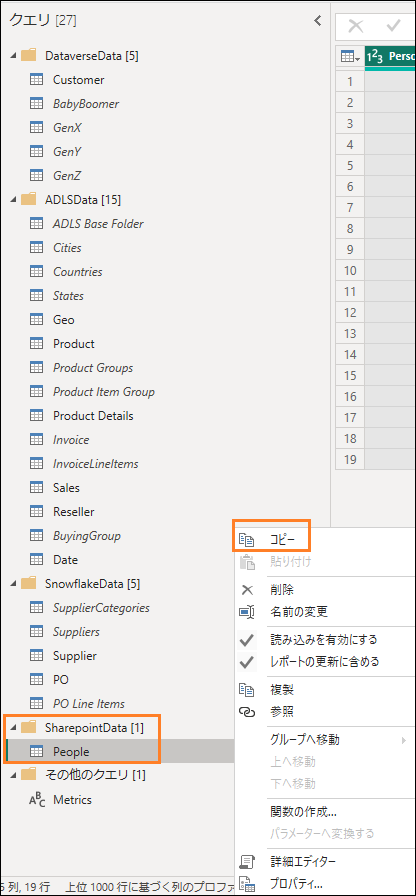 クエリ [27]
DataverseData [5]
Customer
BabyBoomer
GenX
GenY
GenZ
ADLSData [15]
ADLS Base Folder
Cities
Countries
States
Geo
Product
Product Groups
Product Item Group
Product Details
Invoice
InvoiceLineItems
Sales
Reseller
BuyingGroup
Date
SnowflakeData [5]
SupplierCategories
Suppliers
Supplier
PO
PO Line Items
SharepointData [1]
People
その他のクエリ [1]
ABC Metrics
5 列, 19 行 上位 1000 行に基づく列のプロファ
123 Perso
1
2
3
4
5
6
7
8
9
10
11
12
13
14
15
16
17
18
19
コピー
貼り付け
削除
名前の変更
読み込みを有効にする
レポートの更新に含める
複製
参照
グループへ移動
上へ移動
下へ移動
関数の作成...
パラメーターへ変換する
詳細エディター
プロパティ...